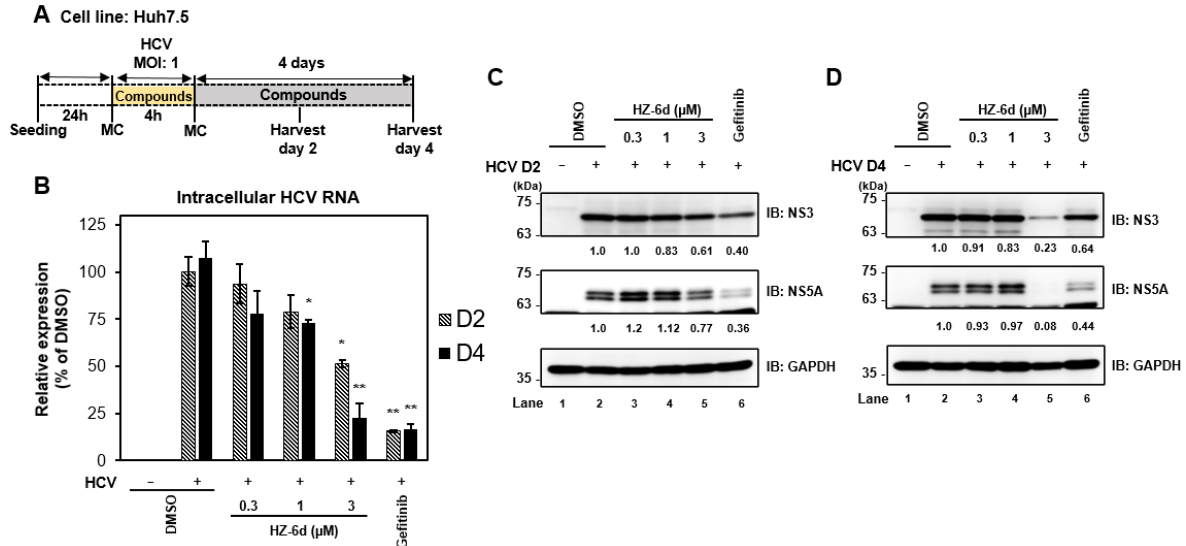 A Cell line: Huh7.5
HCV
MOI: 1
4 days
Compounds
Compounds
24h
4h
Seeding
MC
MC
Harvest
day 2
Harvest
day 4
B
Intracellular HCV RNA
Relative expression
(% of DMSO)
125
100
75
50
25
0
*
*
**
** **
D2
D4
HCV – + + + + +
DMSO
0.3 1 3
HZ-6d (µM)
Gefitinib
C
DMSO
HZ-6d (µM)
0.3 1 3
Gefitinib
HCV D2 – + + + + +
(kDa)
75
63
IB: NS3
1.0 1.0 0.83 0.61 0.40
75
63
IB: NS5A
1.0 1.2 1.12 0.77 0.36
35
IB: GAPDH
Lane 1 2 3 4 5 6
D
DMSO
HZ-6d (µM)
0.3 1 3
Gefitinib
HCV D4 – + + + + +
(kDa)
75
63
IB: NS3
1.0 0.91 0.83 0.23 0.64
75
63
IB: NS5A
1.0 0.93 0.97 0.08 0.44
35
IB: GAPDH
Lane 1 2 3 4 5 6